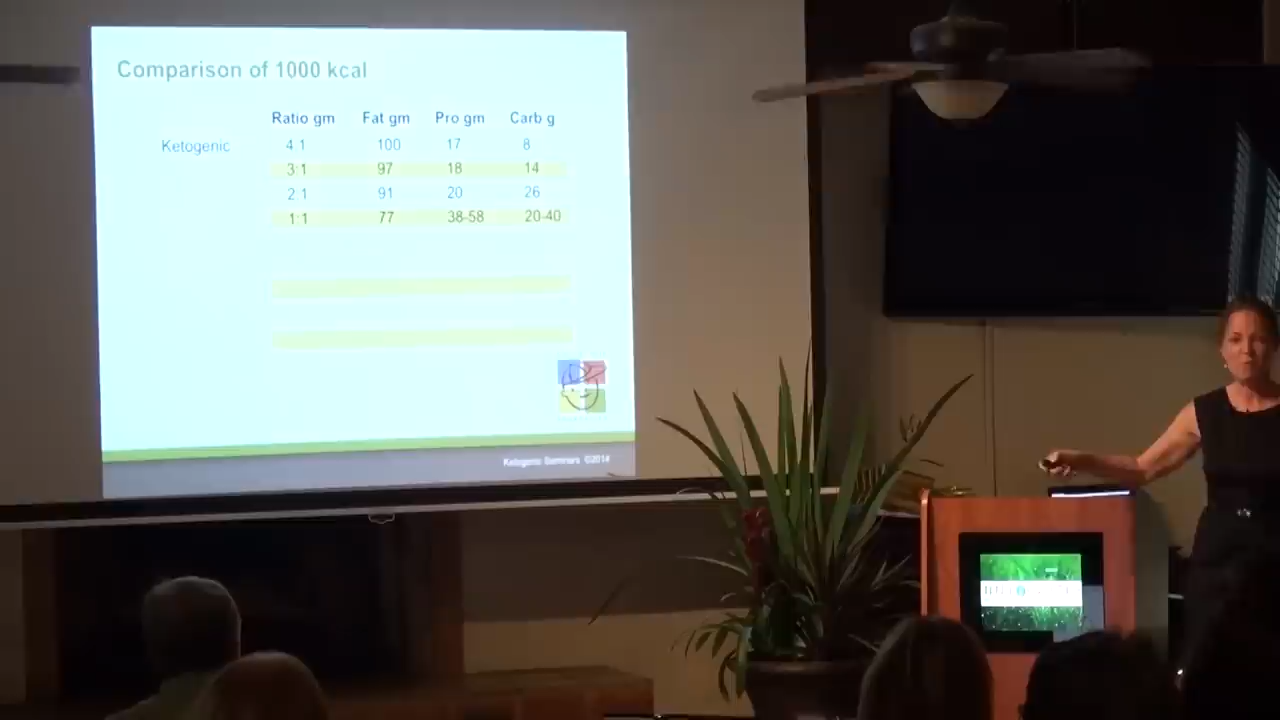 Comparison of 1000 kcal
Ratio gm Fat gm Pro gm Carb g
Ketogenic 4:1 100 17 8
3:1 97 18 14
2:1 91 20 26
1:1 77 38-58 20-40
Ketogenic Seminars ©2014